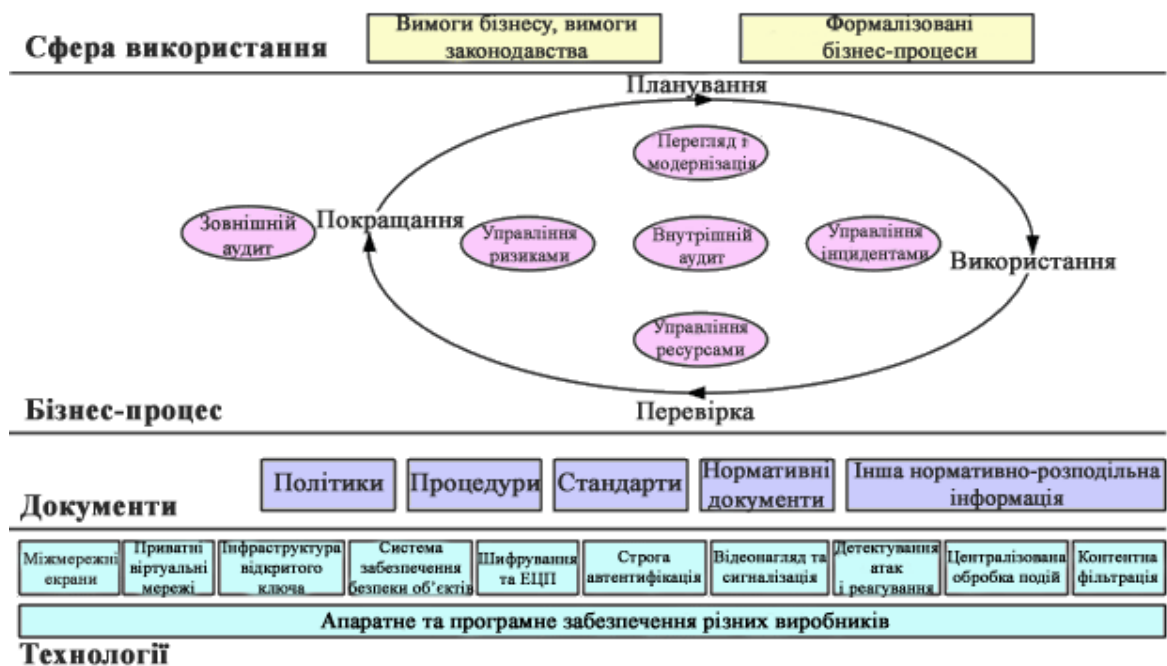 Сфера використання
Вимоги бізнесу, вимоги
законодавства
Формалізовані
бізнес-процеси
Планування
Перегляд і
модернізація
Зовнішній
аудит
Покращання
Управління
ризиками
Внутрішній
аудит
Управління
інцидентами
Використання
Управління
ресурсами
Перевірка
Бізнес-процес
Політики
Процедури
Стандарти
Нормативні
документи
Інша нормативно-розподільна
інформація
Документи
Міжмережні
екрани
Приватні
віртуальні
мережі
Інфраструктура
відкритого
ключа
Система
забезпечення
безпеки об’єктів
Шифрування
та ЕЦП
Строга
автентифікація
Відеонагляд та
сигналізація
Детектування
атак
і реагування
Централізована
обробка подій
Контентна
фільтрація
Апаратне та програмне забезпечення різних виробників
Технології